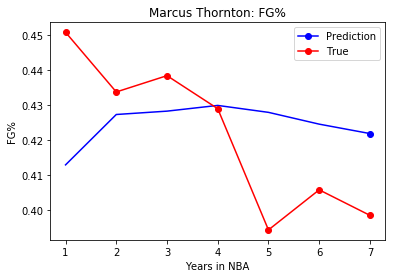 Marcus Thornton: FG%
Prediction
True
0.45
0.44
0.43
0.42
0.41
0.40
FG%
1 2 3 4 5 6 7
Years in NBA